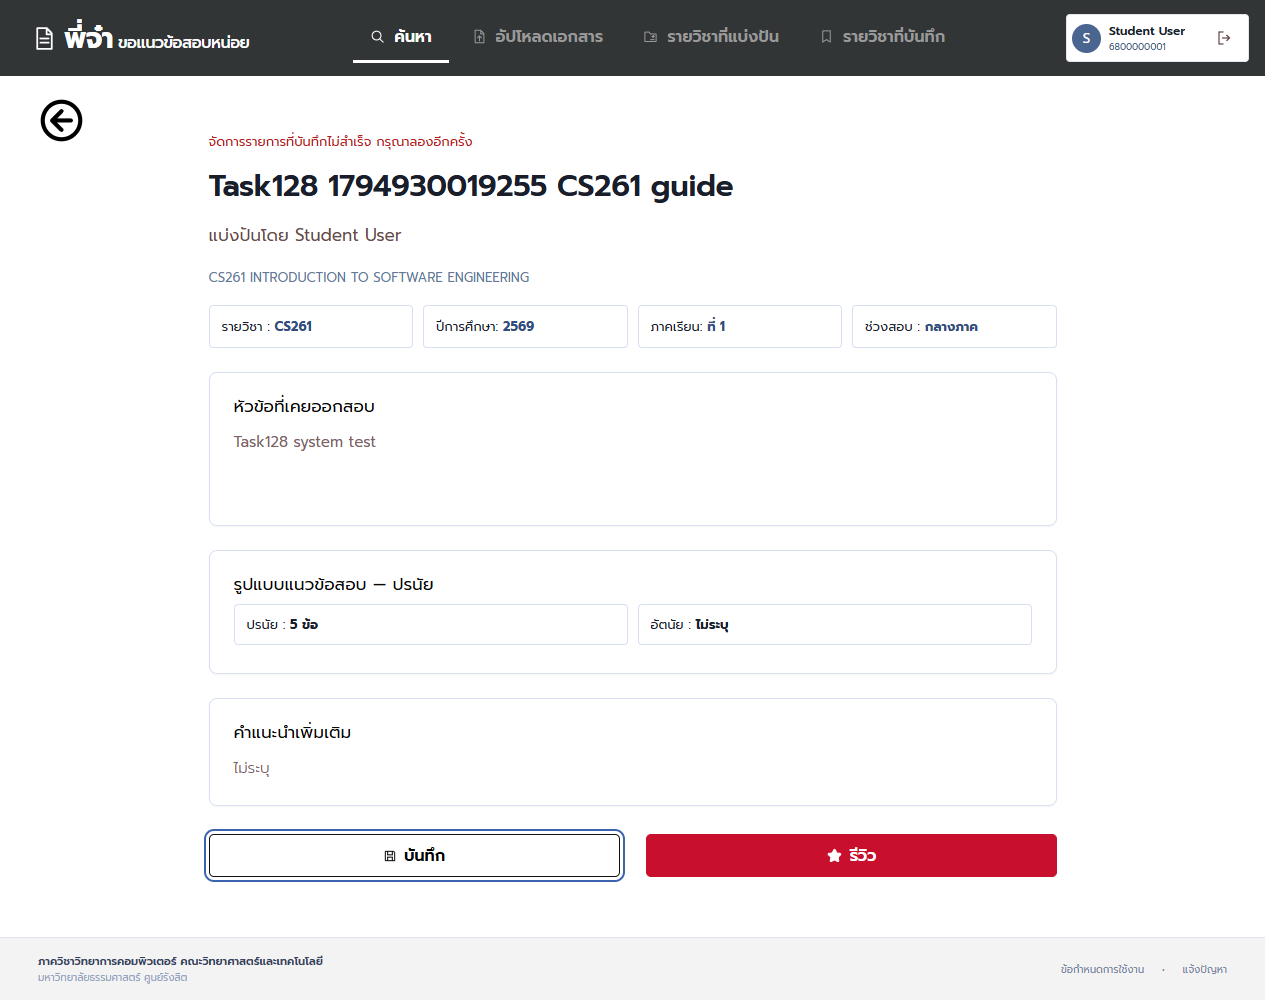 พี่จ๋า ขอแนวข้อสอบหน่อย
ค้นหา
อัปโหลดเอกสาร
รายวิชาที่แบ่งปัน
รายวิชาที่บันทึก
S
Student User
6800000001
จัดการรายการที่บันทึกไม่สำเร็จ กรุณาลองอีกครั้ง
Task128 1794930019255 CS261 guide
แบ่งปันโดย Student User
CS261 INTRODUCTION TO SOFTWARE ENGINEERING
รายวิชา : CS261
ปีการศึกษา: 2569
ภาคเรียน: ที่ 1
ช่วงสอบ : กลางภาค
หัวข้อที่เคยออกสอบ
Task128 system test
รูปแบบแนวข้อสอบ — ปรนัย
ปรนัย : 5 ข้อ
อัตนัย : ไม่ระบุ
คำแนะนำเพิ่มเติม
ไม่ระบุ
บันทึก
รีวิว
ภาควิชาวิทยาการคอมพิวเตอร์ คณะวิทยาศาสตร์และเทคโนโลยี
มหาวิทยาลัยธรรมศาสตร์ ศูนย์รังสิต
ข้อกำหนดการใช้งาน
•
แจ้งปัญหา